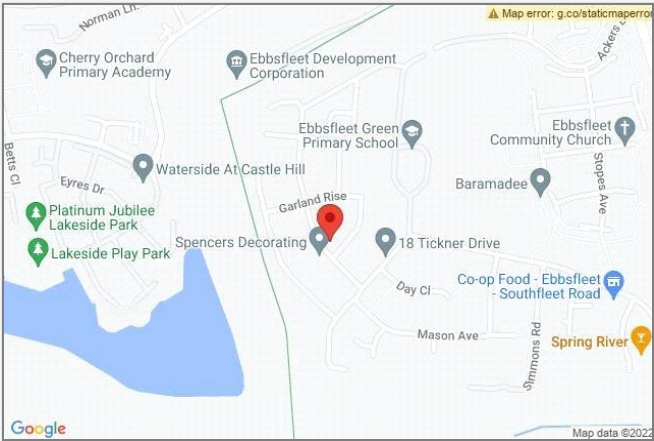 Norman Ln
Map error: g.co/staticmaperror
Ackers
Cherry Orchard
Primary Academy
Ebbsfleet Development
Corporation
Ebbsfleet Green
Primary School
Ebbsfleet
Community Church
Betts Cl
Eyres Dr
Waterside At Castle Hill
Baramadee
Stopes Ave
Garland Rise
Platinum Jubilee
Lakeside Park
Lakeside Play Park
Spencers Decorating
18 Tickner Drive
Day Cl
Co-op Food - Ebbsfleet
- Southfleet Road
Mason Ave
Simmons Rd
Spring River
Google
Map data ©2022